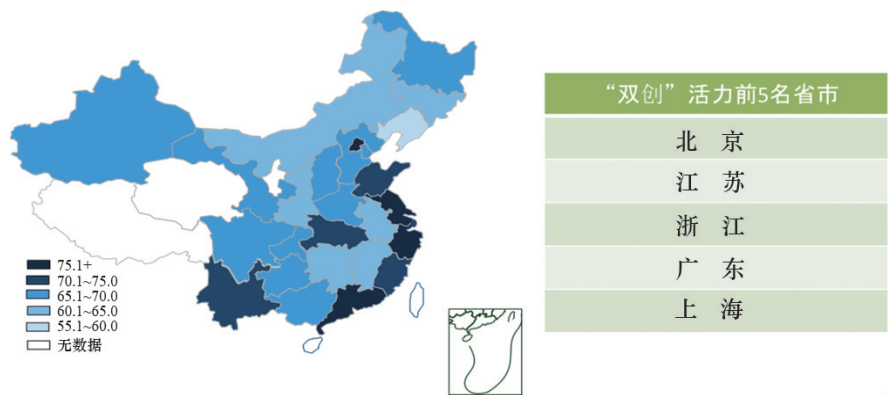 75.1+
70.1~75.0
65.1~70.0
60.1~65.0
55.1~60.0
无数据
“双创”活力前5名省市
北 京
江 苏
浙 江
广 东
上 海